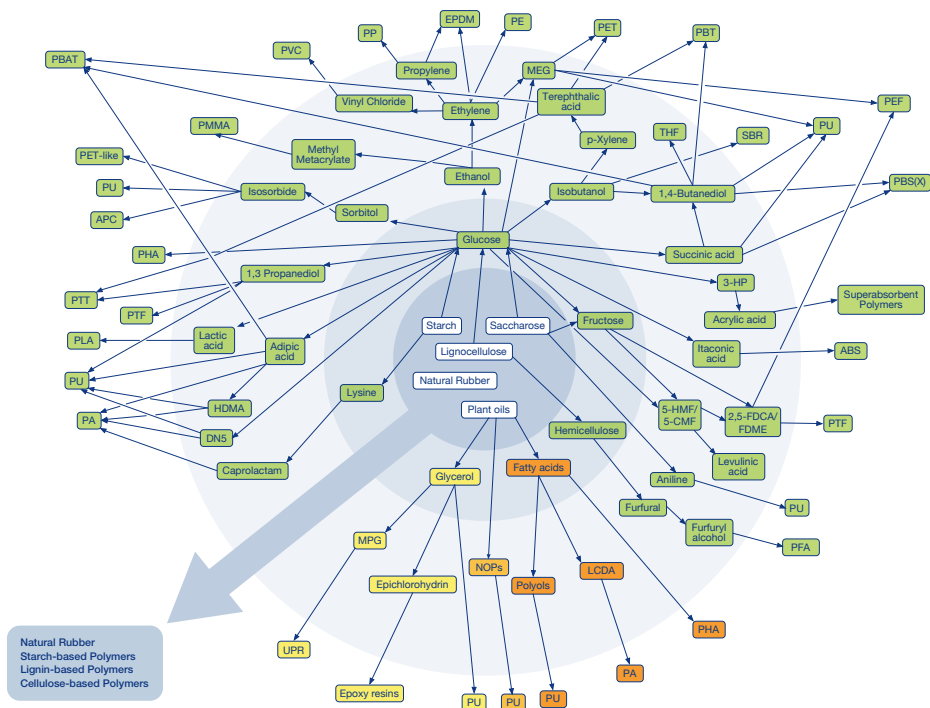 EPDM
PE
PP
PET
PBT
PVC
PBAT
Propylene
MEG
Vinyl Chloride
Ethylene
Terephthalic
acid
PEF
PMMA
THF
SBR
PU
p-Xylene
Methyl
Metacrylate
PET-like
Ethanol
PU
Isosorbide
Isobutanol
1,4-Butanediol
PBS(X)
APC
Sorbitol
Glucose
PHA
Succinic acid
1,3 Propanediol
3-HP
PTT
PTF
Superabsorbent
Polymers
Starch
Saccharose
Fructose
Acrylic acid
PLA
Lactic
acid
Adipic
acid
Lignocellulose
Itaconic
acid
ABS
PU
Natural Rubber
Lysine
HDMA
Plant oils
5-HMF/
5-CMF
2,5-FDCA/
FDME
PTF
PA
DN5
Hemicellulose
Caprolactam
Glycerol
Fatty acids
Levulinic
acid
Aniline
Furfural
PU
MPG
Furfuryl
alcohol
PFA
Epichlorohydrin
NOPs
Polyols
LCDA
PHA
UPR
PA
Epoxy resins
PU
PU
PU
Natural Rubber
Starch-based Polymers
Lignin-based Polymers
Cellulose-based Polymers